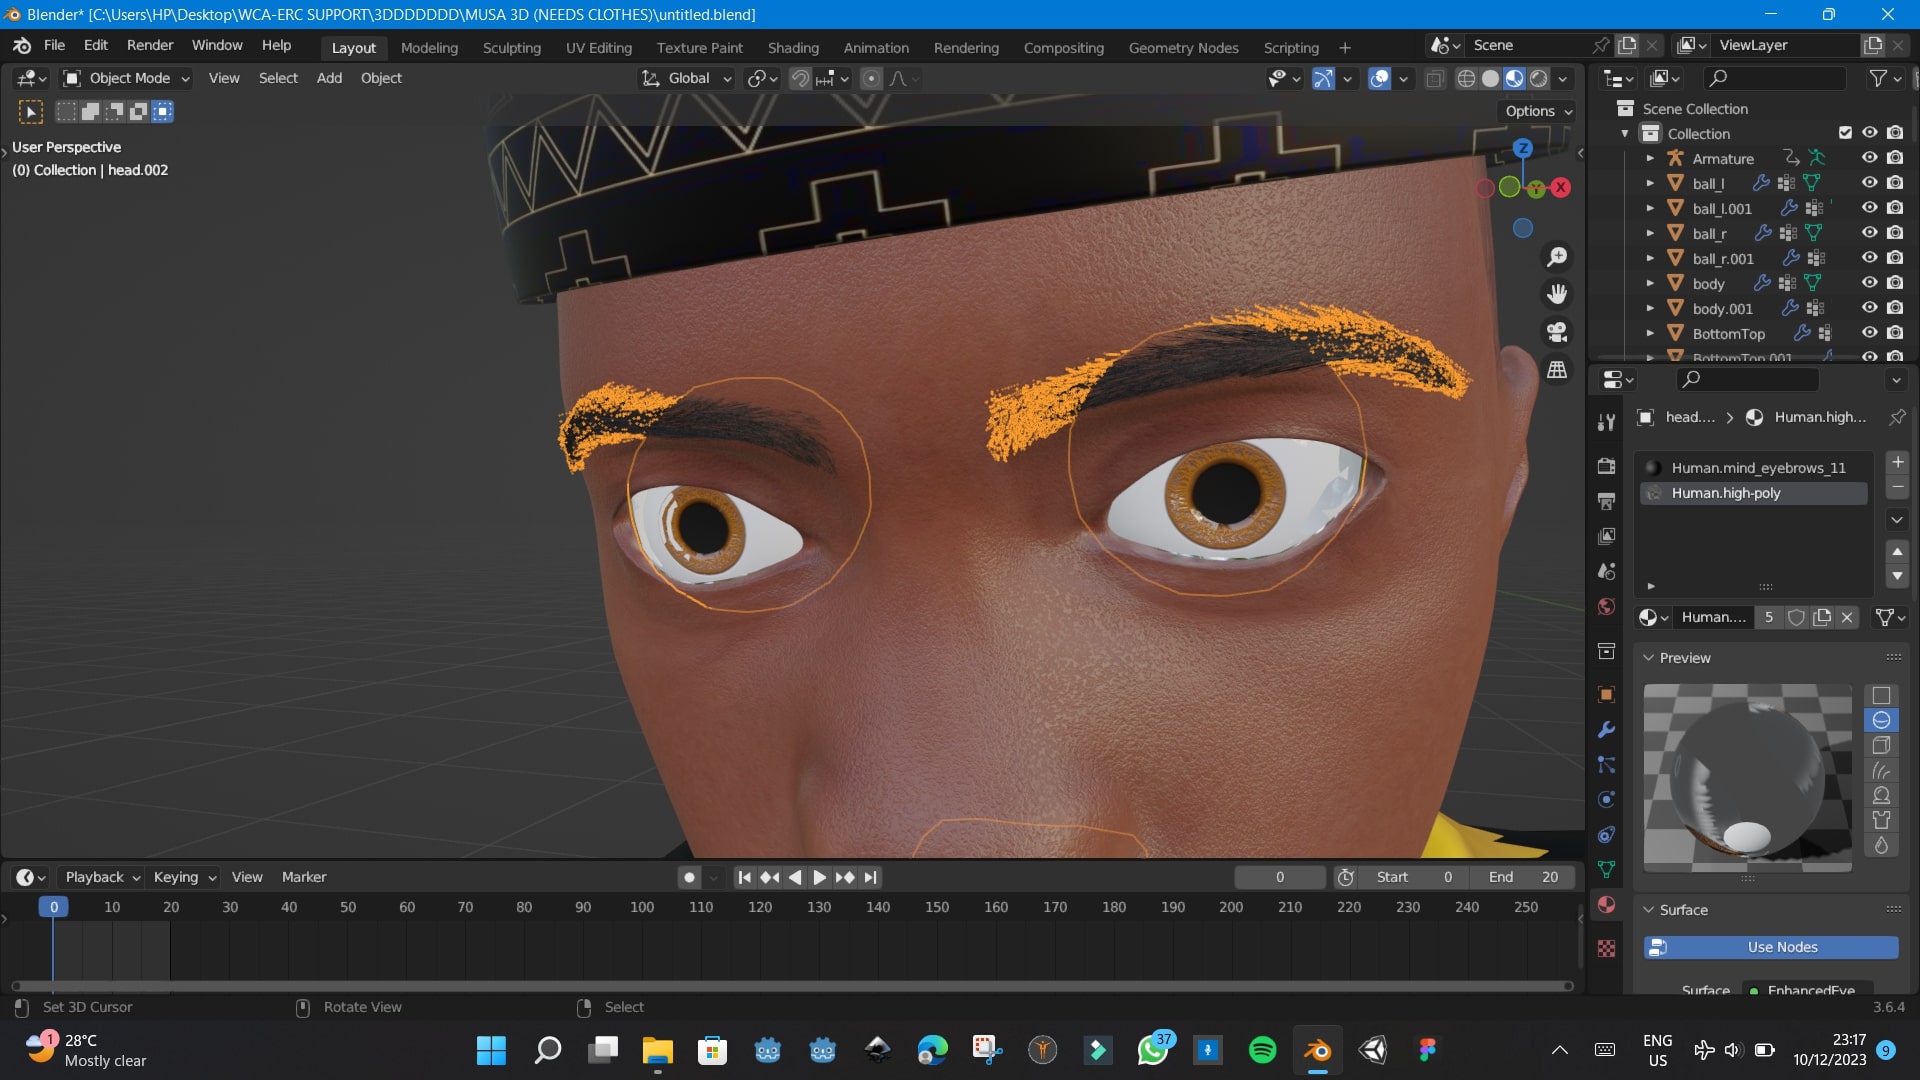 Blender* [C:\Users\HP\Desktop\WCA-ERC SUPPORT\3DDDDDDD\MUSA 3D (NEEDS CLOTHES)\untitled.blend]
File Edit Render Window Help Layout Modeling Sculpting UV Editing Texture Paint Shading Animation Rendering Compositing Geometry Nodes Scripting + Scene ViewLayer
Object Mode View Select Add Object Global
Options
User Perspective
(0) Collection | head.002
Z
Y
X
Scene Collection
Collection
Armature
ball_l
ball_l.001
ball_r
ball_r.001
body
body.001
BottomTop
BottomTop.001
head.... > Human.high...
Human.mind_eyebrows_11
Human.high-poly
Human.... 5
Preview
Surface
Use Nodes
Surface EnhancedEye
Playback Keying View Marker 0 Start 0 End 20
0 10 20 30 40 50 60 70 80 90 100 110 120 130 140 150 160 170 180 190 200 210 220 230 240 250
Set 3D Cursor Rotate View Select 3.6.4
1 28°C
Mostly clear
37
ENG
US
23:17
10/12/2023
9